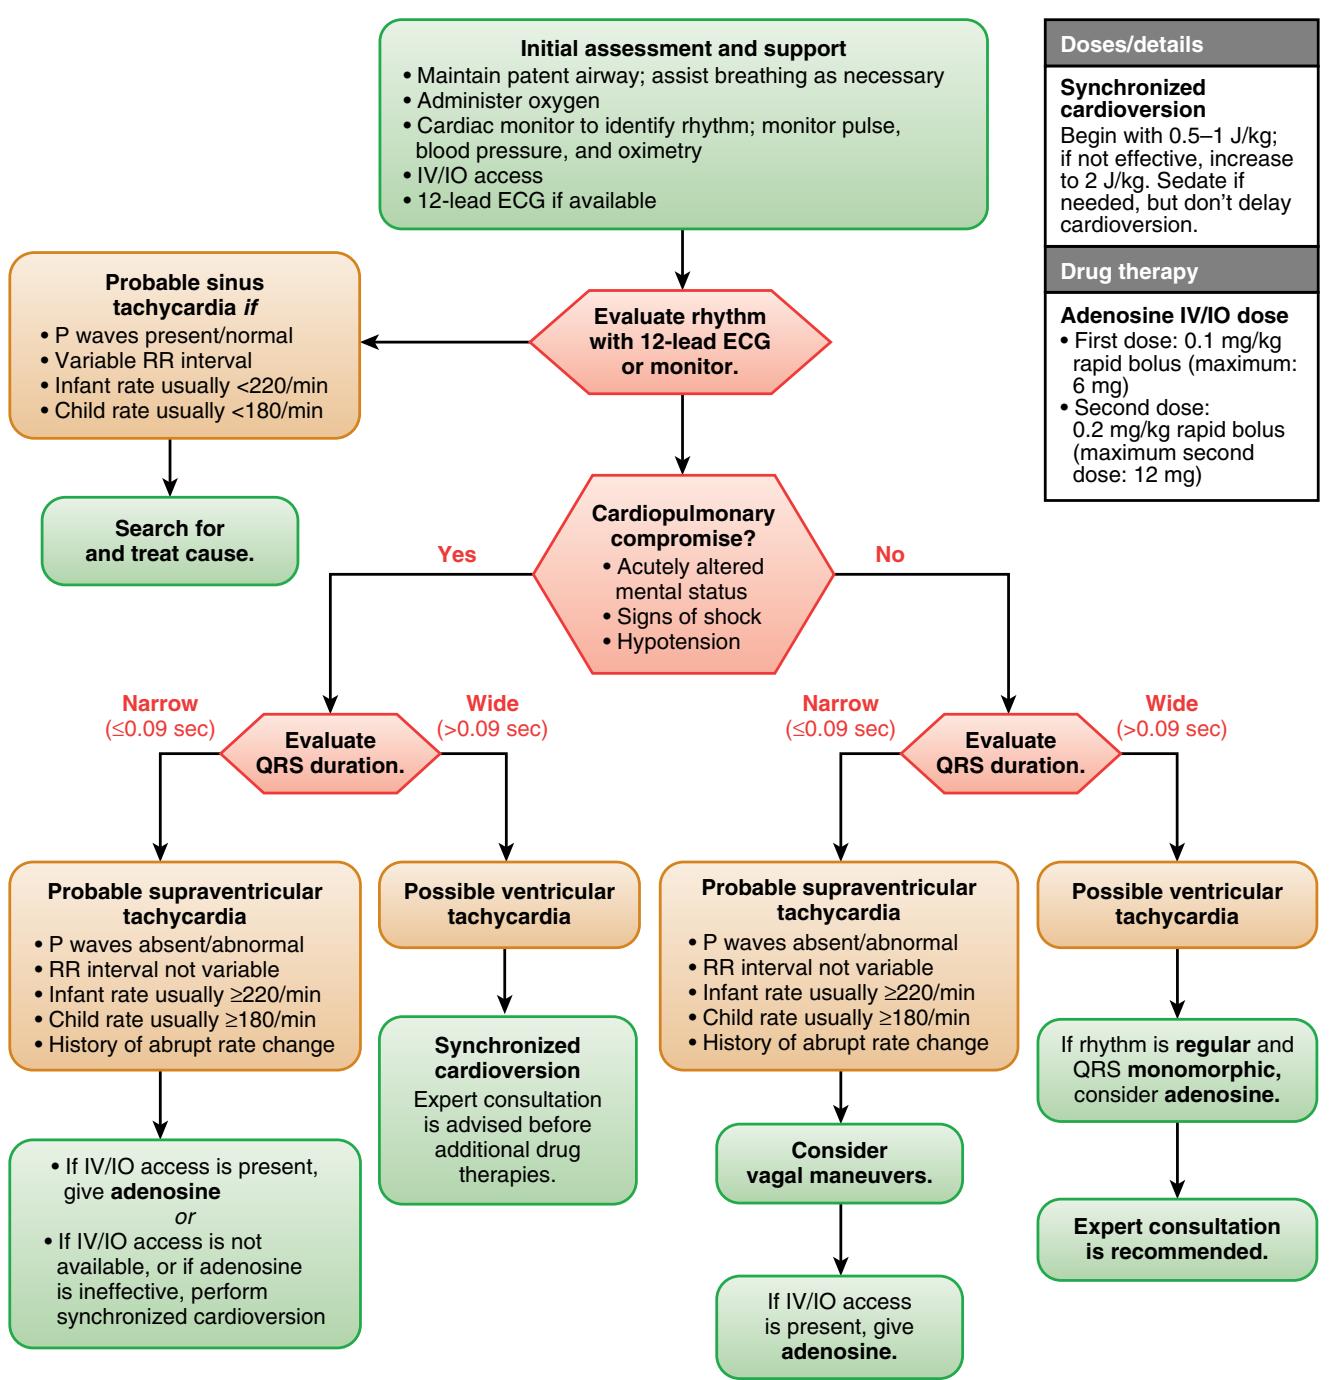 Initial assessment and support
• Maintain patent airway; assist breathing as necessary
• Administer oxygen
• Cardiac monitor to identify rhythm; monitor pulse,
blood pressure, and oximetry
• IV/IO access
• 12-lead ECG if available
Doses/details
Synchronized
cardioversion
Begin with 0.5–1 J/kg;
if not effective, increase
to 2 J/kg. Sedate if
needed, but don’t delay
cardioversion.
Drug therapy
Adenosine IV/IO dose
• First dose: 0.1 mg/kg
rapid bolus (maximum:
6 mg)
• Second dose:
0.2 mg/kg rapid bolus
(maximum second
dose: 12 mg)
Probable sinus
tachycardia if
• P waves present/normal
• Variable RR interval
• Infant rate usually <220/min
• Child rate usually <180/min
Evaluate rhythm
with 12-lead ECG
or monitor.
Search for
and treat cause.
Cardiopulmonary
compromise?
• Acutely altered
mental status
• Signs of shock
• Hypotension
Yes
No
Narrow
(≤0.09 sec)
Evaluate
QRS duration.
Wide
(>0.09 sec)
Narrow
(≤0.09 sec)
Evaluate
QRS duration.
Wide
(>0.09 sec)
Probable supraventricular
tachycardia
• P waves absent/abnormal
• RR interval not variable
• Infant rate usually ≥220/min
• Child rate usually ≥180/min
• History of abrupt rate change
Possible ventricular
tachycardia
Probable supraventricular
tachycardia
• P waves absent/abnormal
• RR interval not variable
• Infant rate usually ≥220/min
• Child rate usually ≥180/min
• History of abrupt rate change
Possible ventricular
tachycardia
• If IV/IO access is present,
give adenosine
or
• If IV/IO access is not
available, or if adenosine
is ineffective, perform
synchronized cardioversion
Synchronized
cardioversion
Expert consultation
is advised before
additional drug
therapies.
Consider
vagal maneuvers.
If IV/IO access
is present, give
adenosine.
If rhythm is regular and
QRS monomorphic,
consider adenosine.
Expert consultation
is recommended.